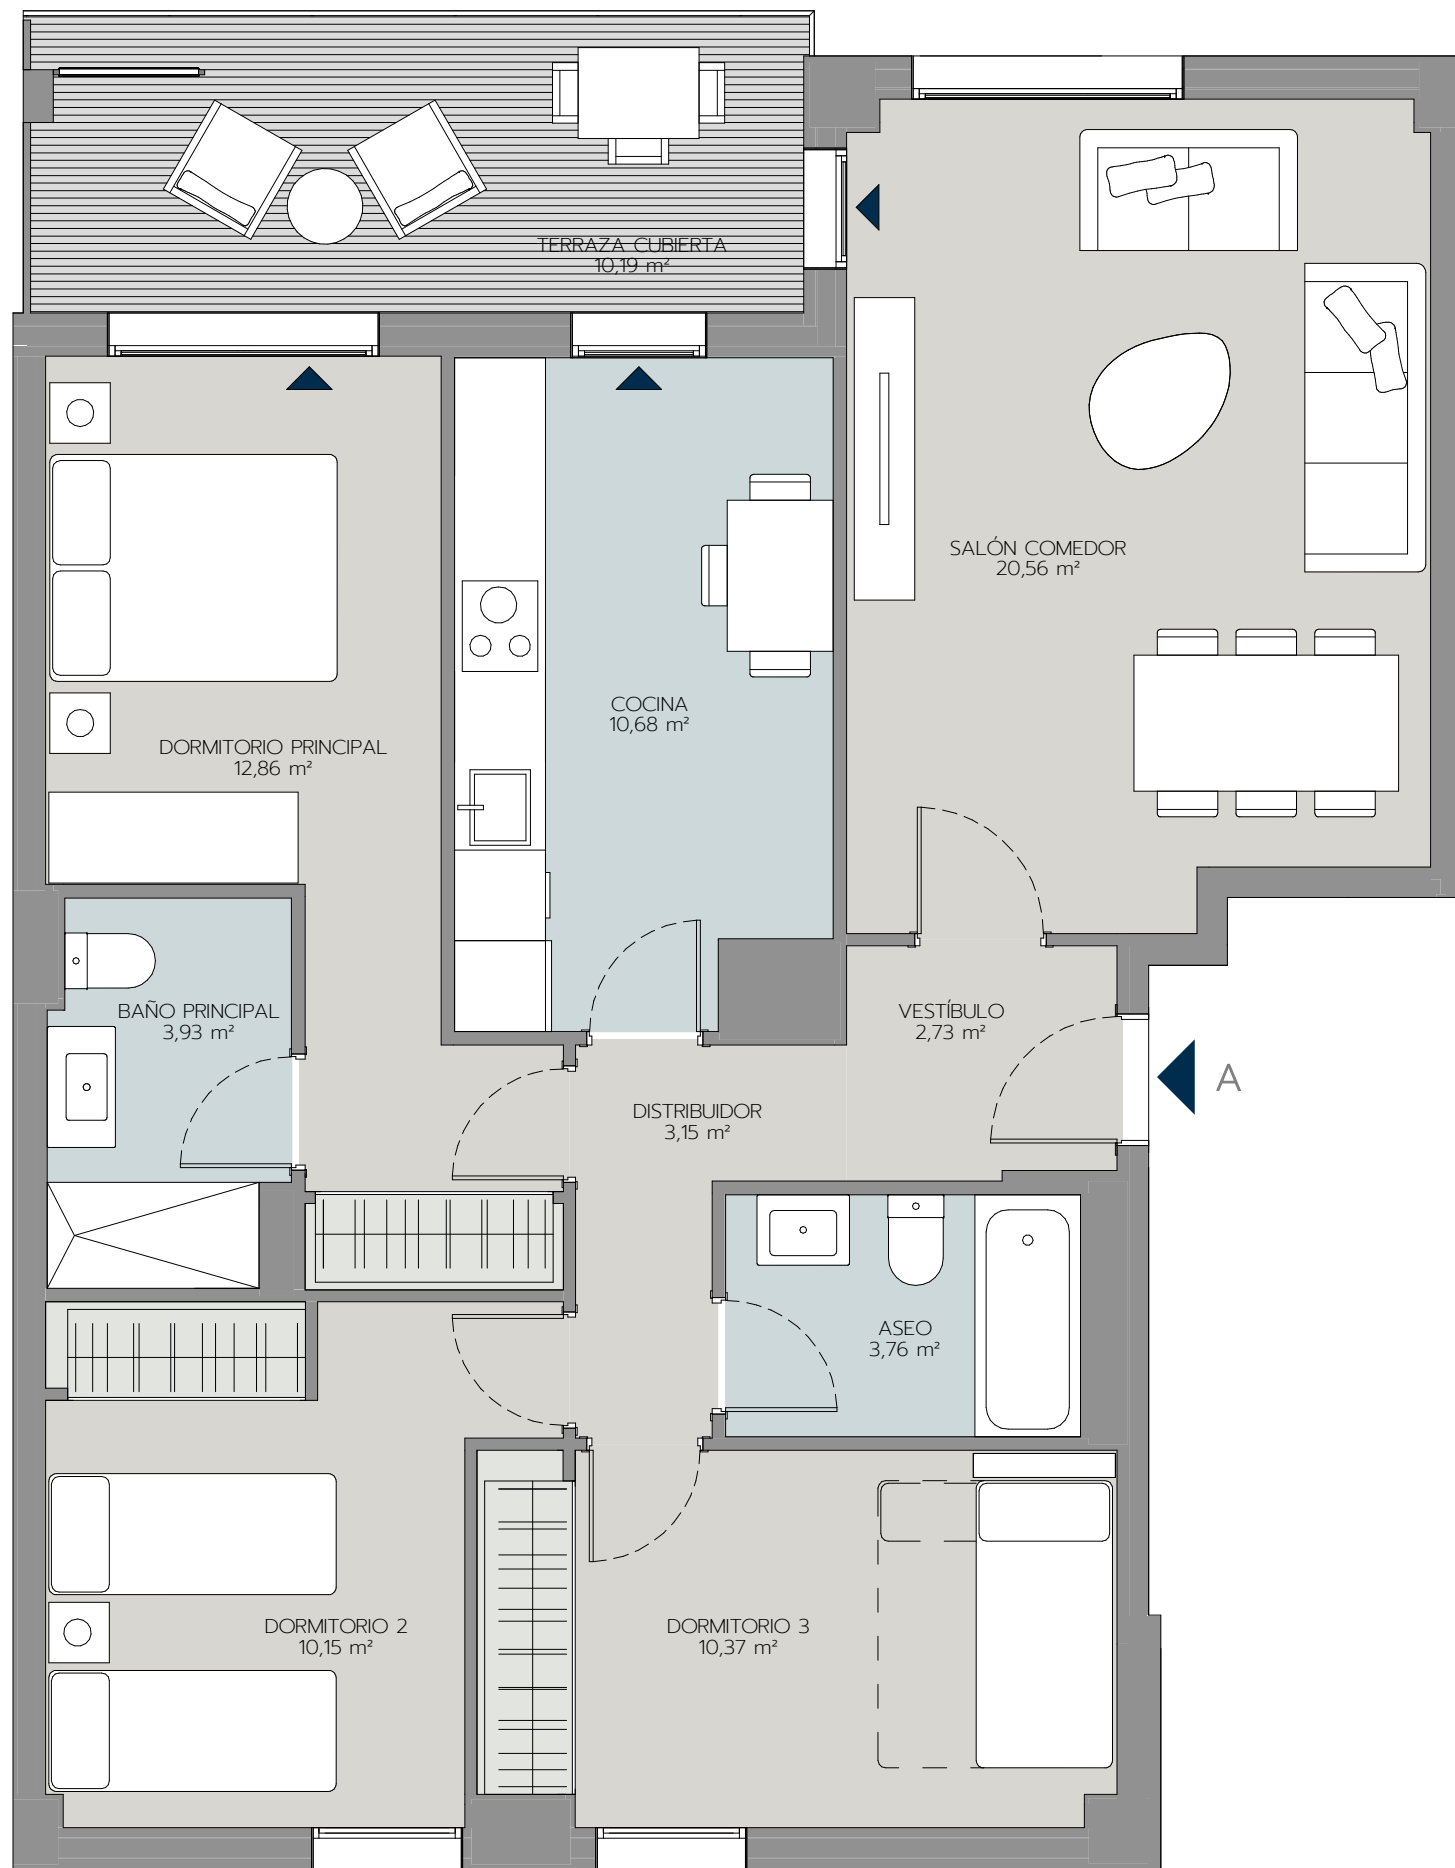 TERRAZA CUBIERTA
10,19 m²
SALÓN COMEDOR
20,56 m²
COCINA
10,68 m²
DORMITORIO PRINCIPAL
12,86 m²
BAÑO PRINCIPAL
3,93 m²
VESTÍBULO
2,73 m²
A
DISTRIBUIDOR
3,15 m²
ASEO
3,76 m²
DORMITORIO 2
10,15 m²
DORMITORIO 3
10,37 m²